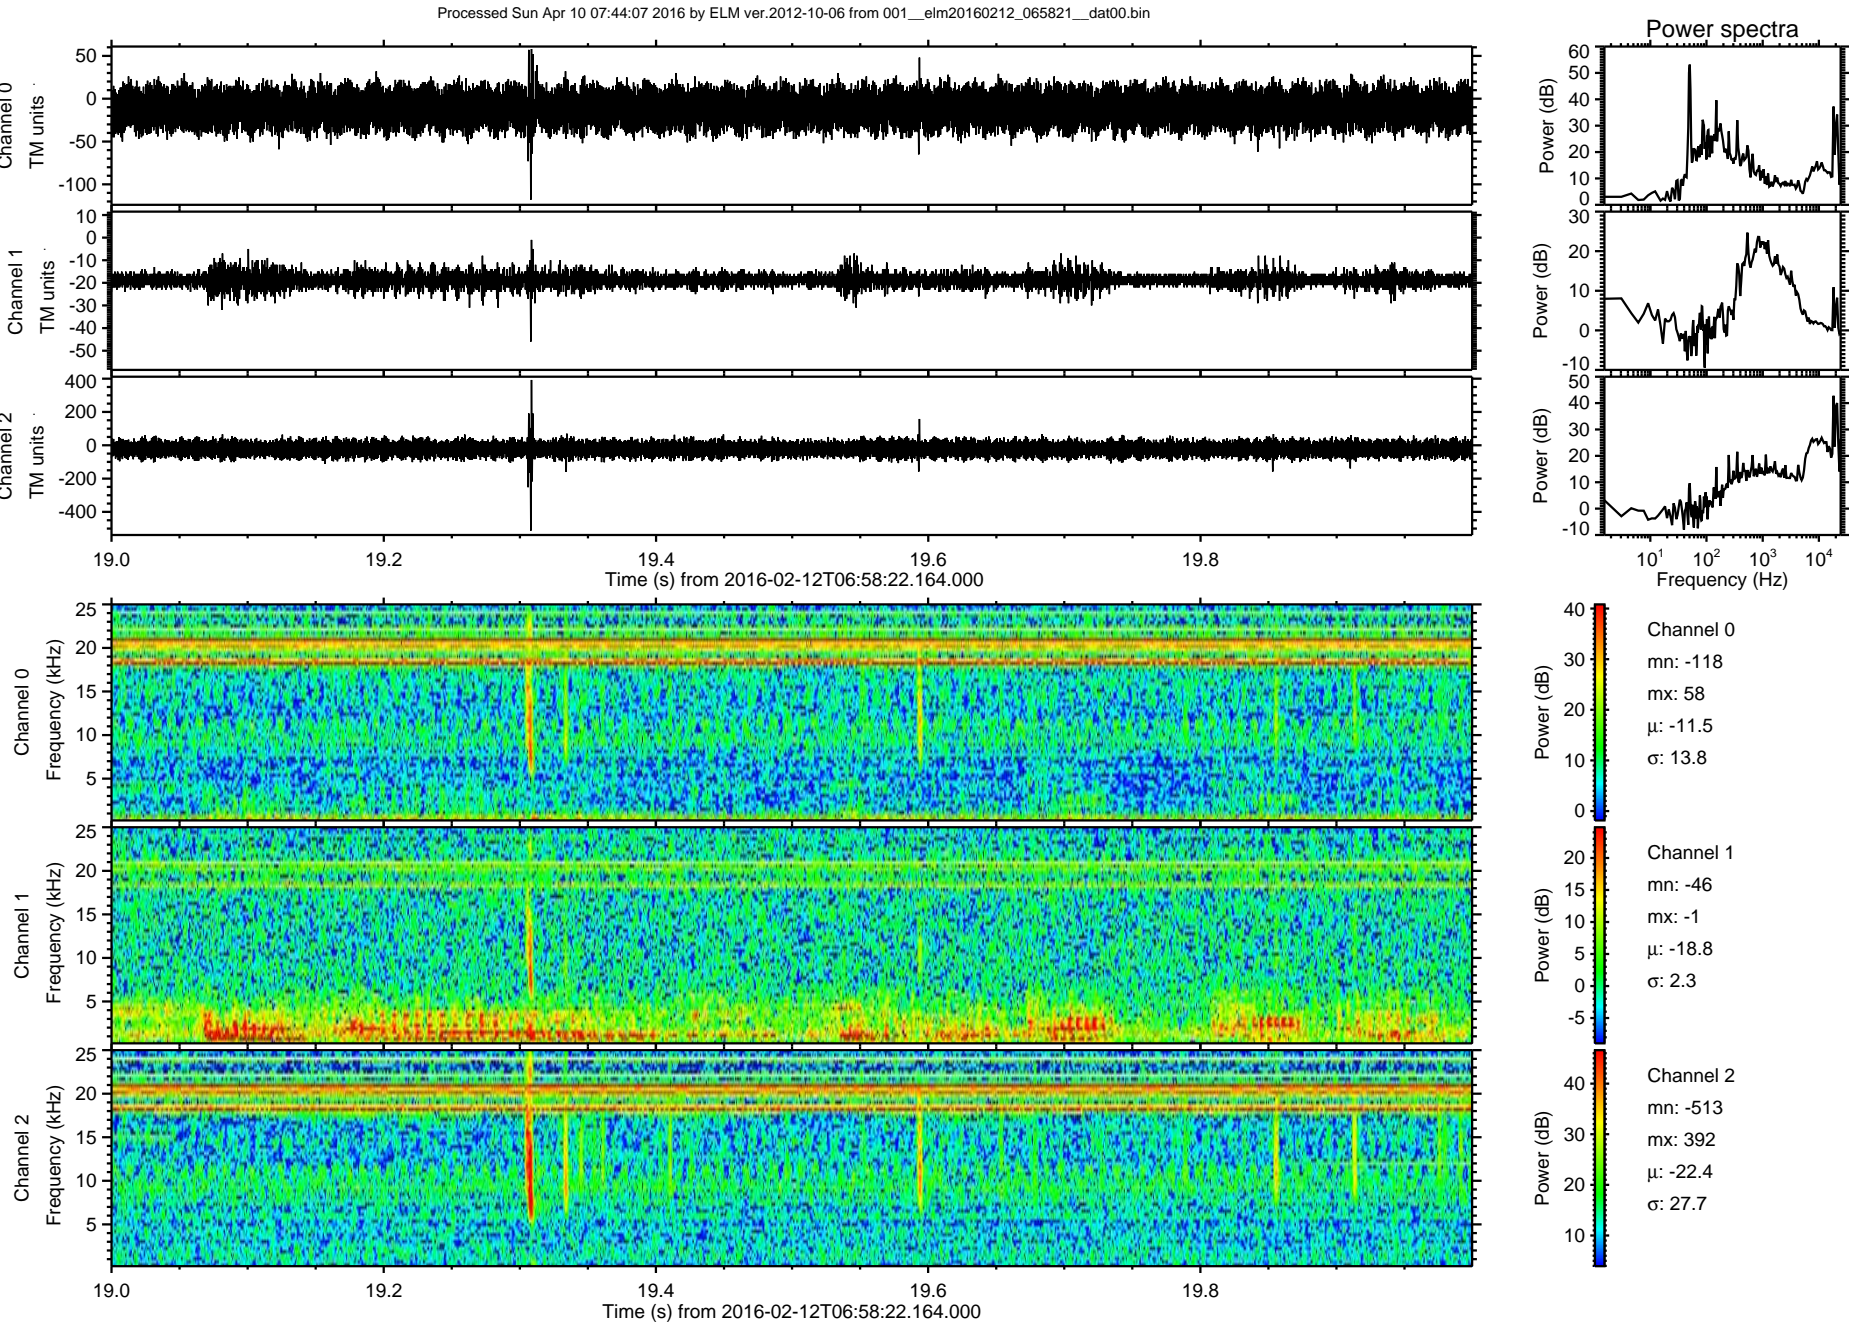 Processed Sun Apr 10 07:44:07 2016 by ELM ver.2012-10-06 from 001__elm20160212_065821__dat00.bin
Power spectra
Channel 0
TM units
50
0
-50
-100
Power (dB)
60
50
40
30
20
10
0
Channel 1
TM units
10
0
-10
-20
-30
-40
-50
Power (dB)
30
20
10
0
-10
Channel 2
TM units
400
200
0
-200
-400
Power (dB)
50
40
30
20
10
0
-10
19.0 19.2 19.4 19.6 19.8
Time (s) from 2016-02-12T06:58:22.164.000
10¹ 10² 10³ 10⁴
Frequency (Hz)
Channel 0
Frequency (kHz)
25
20
15
10
5
Power (dB)
40
30
20
10
0
Channel 0
mn: -118
mx: 58
μ: -11.5
σ: 13.8
Channel 1
Frequency (kHz)
25
20
15
10
5
Power (dB)
20
15
10
5
0
-5
Channel 1
mn: -46
mx: -1
μ: -18.8
σ: 2.3
Channel 2
Frequency (kHz)
25
20
15
10
5
Power (dB)
40
30
20
10
Channel 2
mn: -513
mx: 392
μ: -22.4
σ: 27.7
19.0 19.2 19.4 19.6 19.8
Time (s) from 2016-02-12T06:58:22.164.000